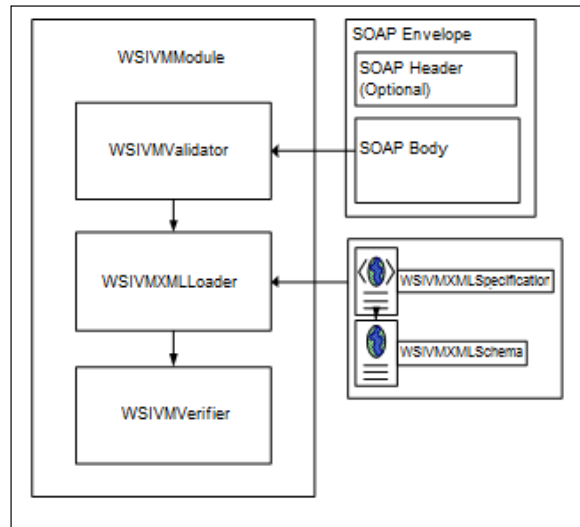 WSIVMModule
WSIVMValidator
WSIVMXMLLoader
WSIVMVerifier
SOAP Envelope
SOAP Header
(Optional)
SOAP Body
WSIVMXMLSpecification
WSIVMXMLSchema